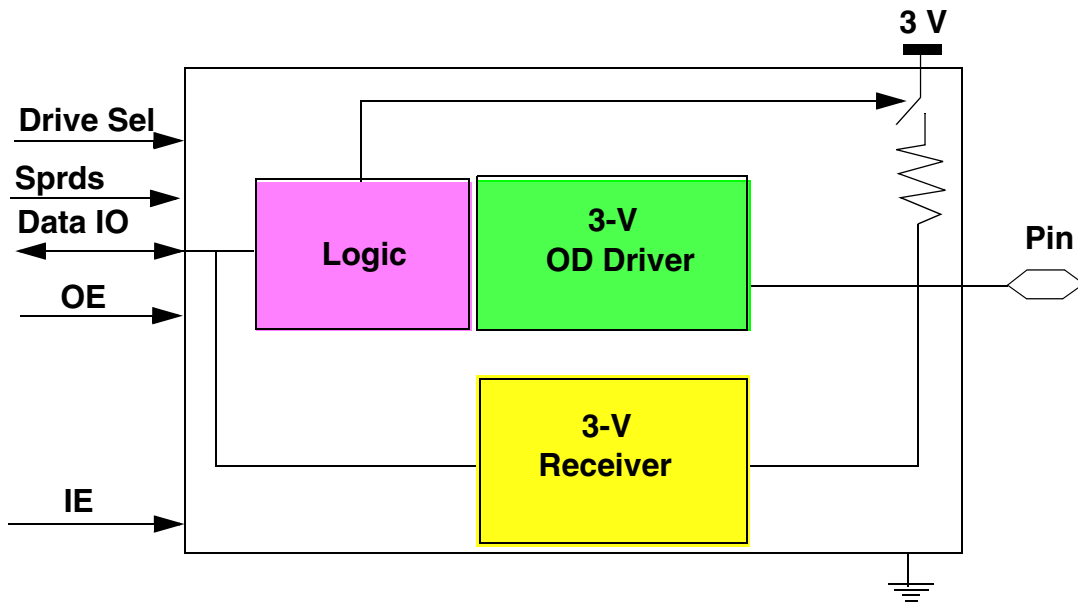 3 V
Drive Sel
Sprds
Data IO
OE
IE
Logic
3-V
OD Driver
3-V
Receiver
Pin